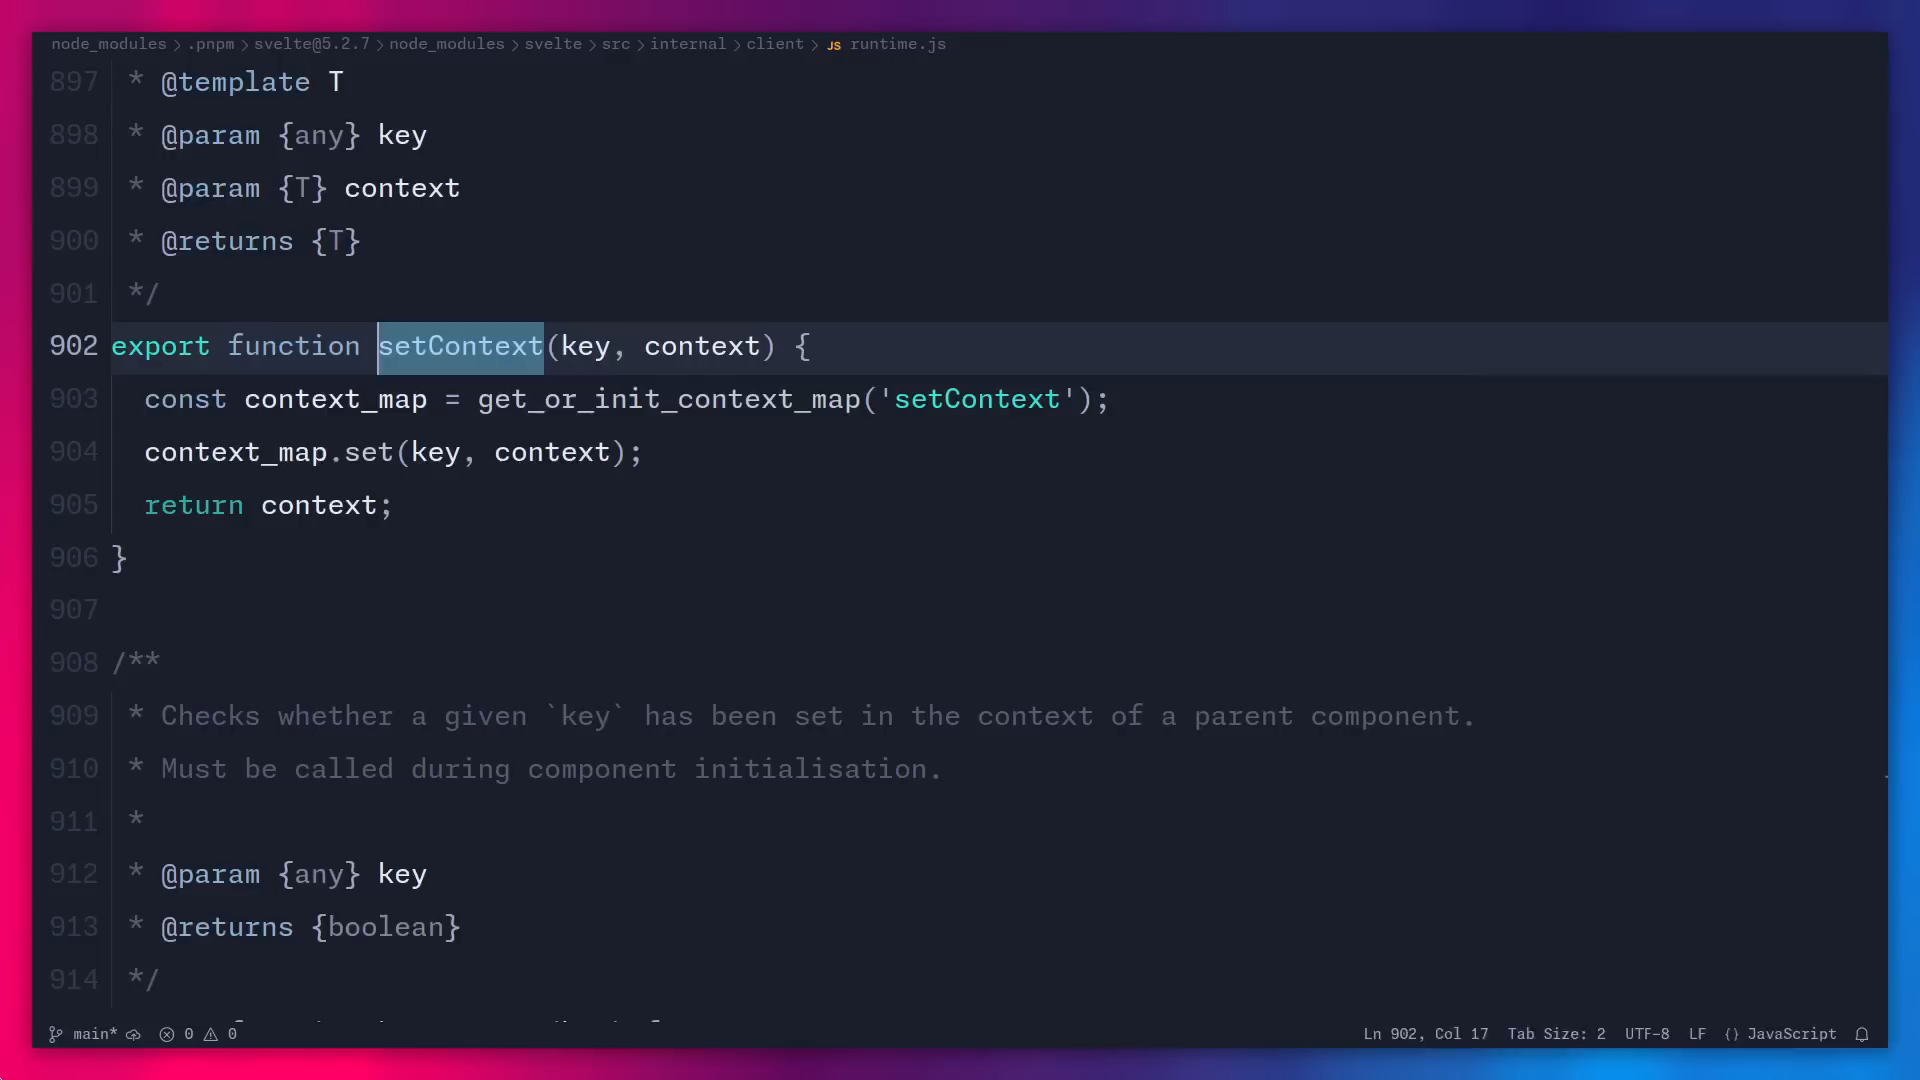 node_modules > .pnpm > svelte@5.2.7 > node_modules > svelte > src > internal > client > JS runtime.js
897 * @template T
898 * @param {any} key
899 * @param {T} context
900 * @returns {T}
901 */
902 export function setContext(key, context) {
903 const context_map = get_or_init_context_map('setContext');
904 context_map.set(key, context);
905 return context;
906 }
907
908 /**
909 * Checks whether a given `key` has been set in the context of a parent component.
910 * Must be called during component initialisation.
911 *
912 * @param {any} key
913 * @returns {boolean}
914 */
main* 0 0 Ln 902, Col 17 Tab Size: 2 UTF-8 LF {} JavaScript